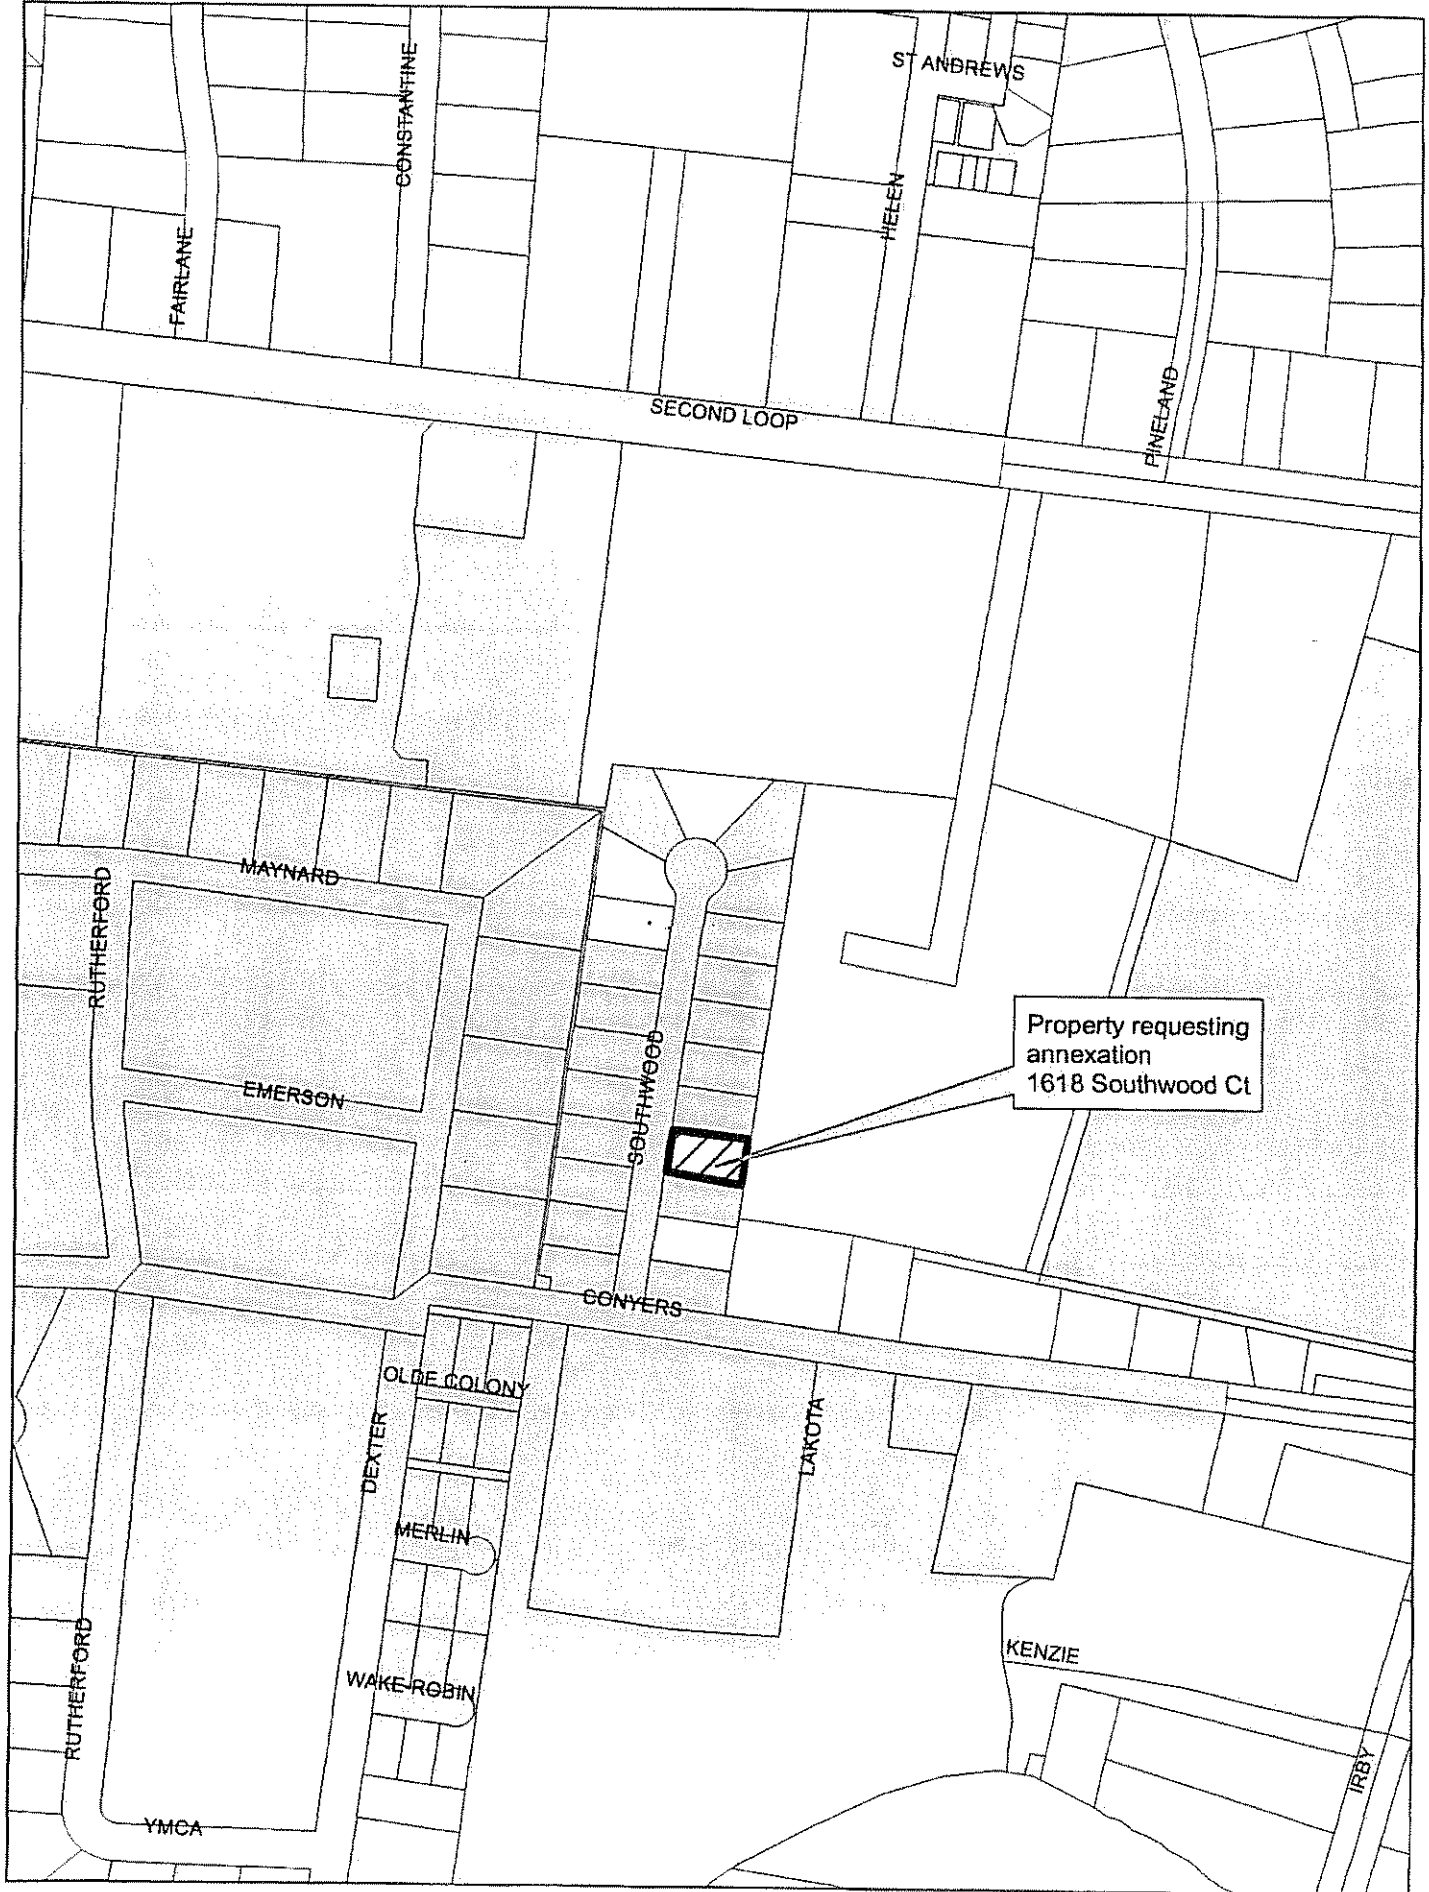 ST ANDREWS
CONSTANTINE
HELEN
FAIRLANE
SECOND LOOP
PINELAND
MAYNARD
RUTHERFORD
SOUTHWOOD
Property requesting
annexation
1618 Southwood Ct
EMERSON
CONYERS
OLDE COLONY
DEXTER
LAKOTA
MERLIN
RUTHERFORD
WAKE ROBIN
KENZIE
IRBY
YMCA